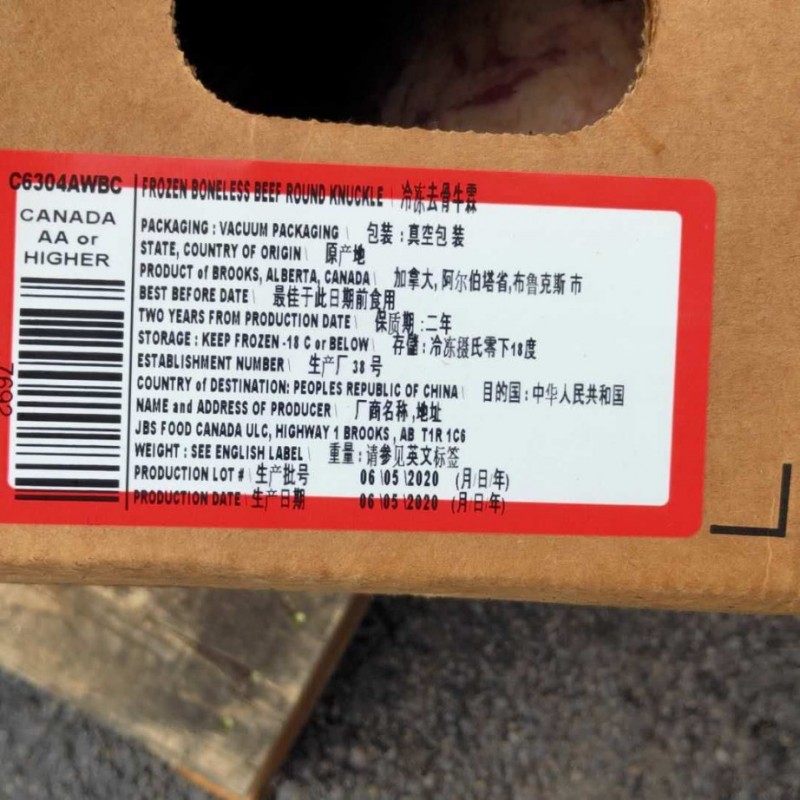 C6304AWBC
CANADA
AA or
HIGHER
7692
FROZEN BONELESS BEEF ROUND KNUCKLE \ 冷冻去骨牛霖
PACKAGING : VACUUM PACKAGING \ 包装 : 真空包 装
STATE, COUNTRY OF ORIGIN \ 原产地
PRODUCT of BROOKS, ALBERTA, CANADA \ 加拿大, 阿尔伯塔省,布鲁克斯 市
BEST BEFORE DATE \ 最佳于此日期前食用
TWO YEARS FROM PRODUCTION DATE \ 保质期 :二年
STORAGE : KEEP FROZEN -18 C or BELOW \ 存储 : 冷冻摄氏零下18度
ESTABLISHMENT NUMBER \ 生产厂 38 号
COUNTRY of DESTINATION: PEOPLES REPUBLIC OF CHINA \ 目的国 : 中华人民共和国
NAME and ADDRESS OF PRODUCER \ 厂商名称 ,地址
JBS FOOD CANADA ULC, HIGHWAY 1 BROOKS , AB T1R 1C6
WEIGHT : SEE ENGLISH LABEL \ 重量 : 请参见英文标签
PRODUCTION LOT # \ 生产批号 06 \05 \2020 (月\日\年)
PRODUCTION DATE \ 生产日期 06 \05 \2020 (月\日\年)